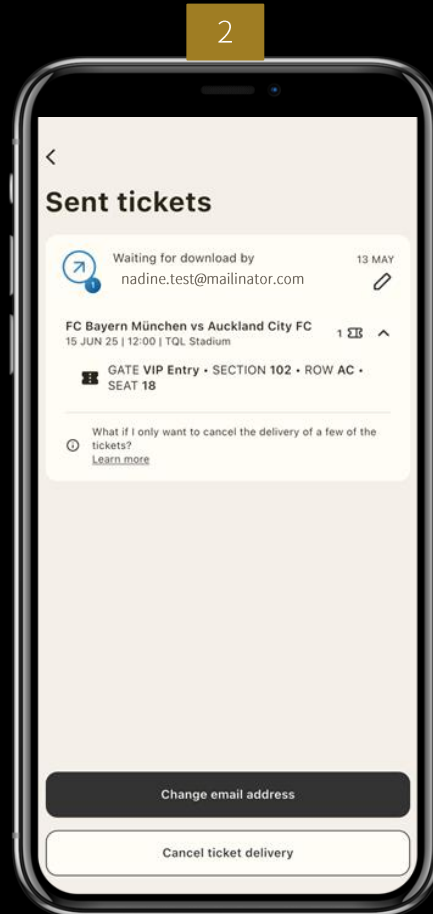 2
Sent tickets
Waiting for download by
13 MAY
nadine.test@mailinator.com
1
FC Bayern München vs Auckland City FC
1
15 JUN 25 | 12:00 | TQL Stadium
GATE VIP Entry • SECTION 102 • ROW AC •
SEAT 18
What if I only want to cancel the delivery of a few of the
tickets?
Learn more
Change email address
Cancel ticket delivery